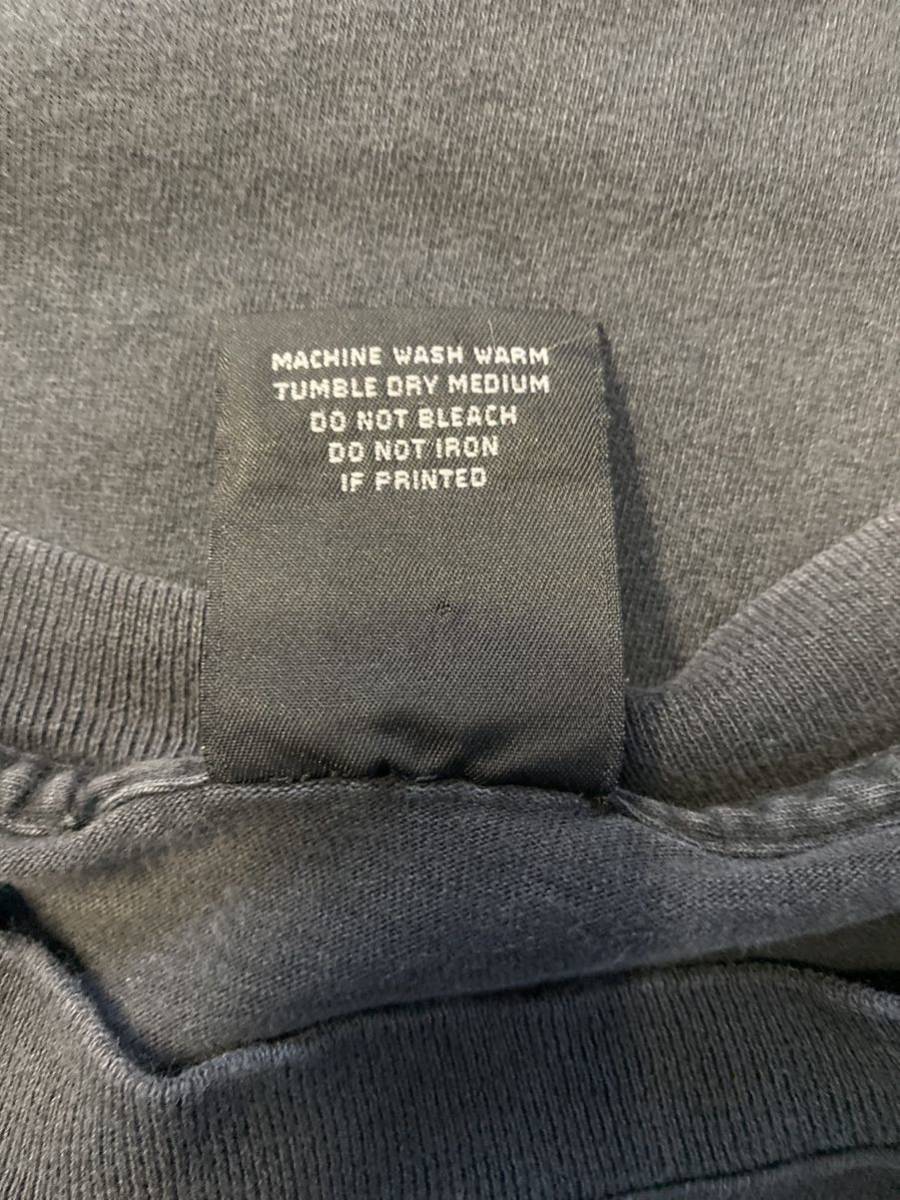 MACHINE WASH WARM
TUMBLE DRY MEDIUM
DO NOT BLEACH
DO NOT IRON
IF PRINTED